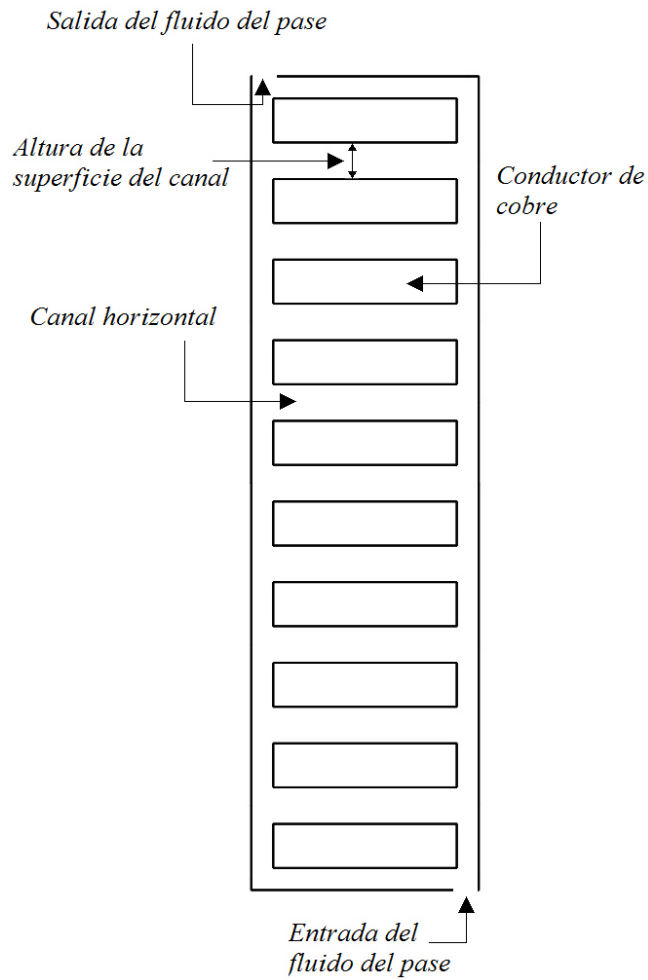 Salida del fluido del pase
Altura de la
superficie del canal
Conductor de
cobre
Canal horizontal
Entrada del
fluido del pase